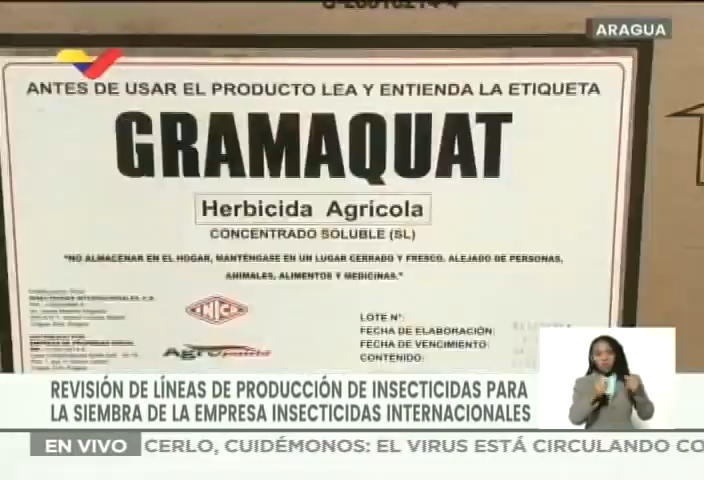 ARAGUA
ANTES DE USAR EL PRODUCTO LEA Y ENTIENDA LA ETIQUETA
GRAMAQUAT
Herbicida Agrícola
CONCENTRADO SOLUBLE (SL)
"NO ALMACENAR EN EL HOGAR, MANTÉNGASE EN UN LUGAR CERRADO Y FRESCO. ALEJADO DE PERSONAS,
ANIMALES, ALIMENTOS Y MEDICINAS."
INICA
LOTE N°:
FECHA DE ELABORACIÓN:
FECHA DE VENCIMIENTO:
CONTENIDO:
REVISIÓN DE LÍNEAS DE PRODUCCIÓN DE INSECTICIDAS PARA
LA SIEMBRA DE LA EMPRESA INSECTICIDAS INTERNACIONALES
EN VIVO CERLO, CUIDÉMONOS: EL VIRUS ESTÁ CIRCULANDO CO